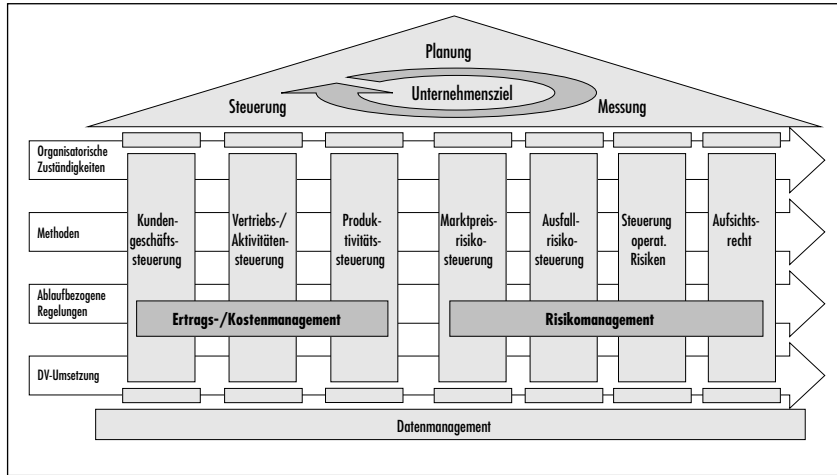 Planung
Unternehmensziel
Steuerung
Messung
Organisatorische
Zuständigkeiten
Methoden
Ablaufbezogene
Regelungen
DV-Umsetzung
Kunden-
geschäfts-
steuerung
Vertriebs-/
Aktivitäten-
steuerung
Produk-
tivitäts-
steuerung
Marktpreis-
risiko-
steuerung
Ausfall-
risiko-
steuerung
Steuerung
operat.
Risiken
Aufsichts-
recht
Ertrags-/Kostenmanagement
Risikomanagement
Datenmanagement